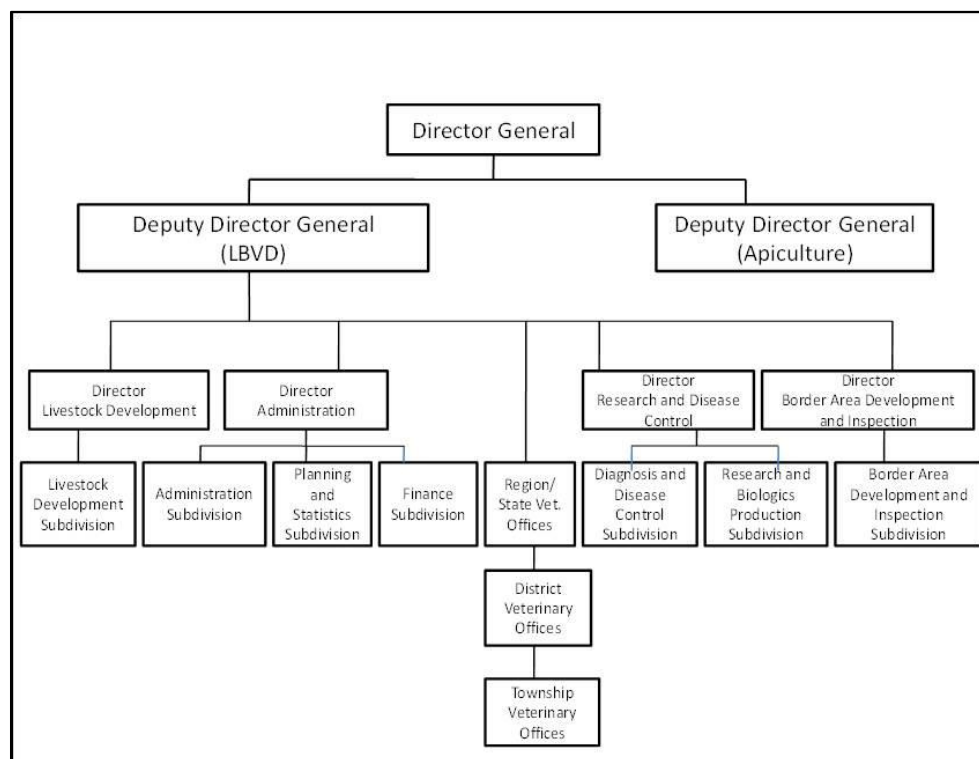 Director General
Deputy Director General
(LBVD)
Deputy Director General
(Apiculture)
Director
Livestock Development
Director
Administration
Director
Research and Disease
Control
Director
Border Area Development
and Inspection
Livestock
Development
Subdivision
Administration
Subdivision
Planning
and
Statistics
Subdivision
Finance
Subdivision
Region/
State Vet.
Offices
Diagnosis and
Disease
Control
Subdivision
Research and
Biologics
Production
Subdivision
Border Area
Development and
Inspection
Subdivision
District
Veterinary
Offices
Township
Veterinary
Offices